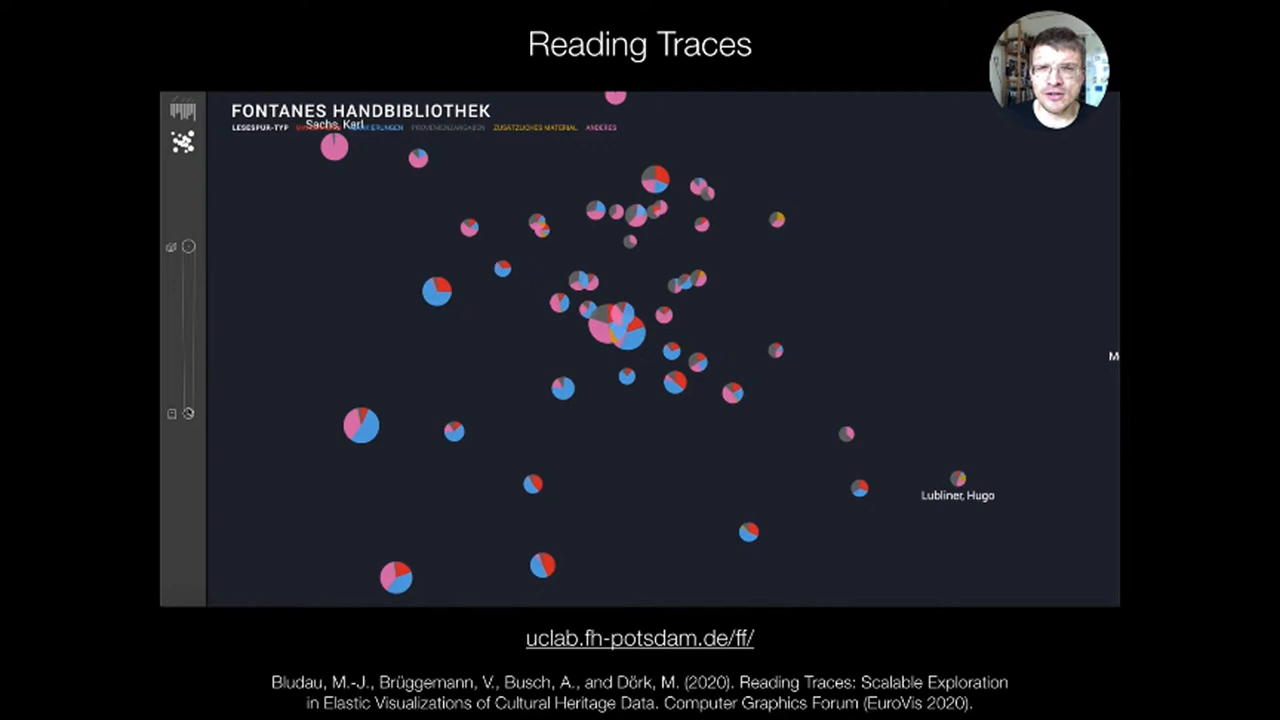 Reading Traces
FONTANES HANDBIBLIOTHEK
LESESPUR-TYP PROVENIENZANGABEN ZUSÄTZLICHES MATERIAL ANDERES
Sachs, Karl
M
Lubliner, Hugo
uclab.fh-potsdam.de/ff/
Bludau, M.-J., Brüggemann, V., Busch, A., and Dörk, M. (2020). Reading Traces: Scalable Exploration
in Elastic Visualizations of Cultural Heritage Data. Computer Graphics Forum (EuroVis 2020).